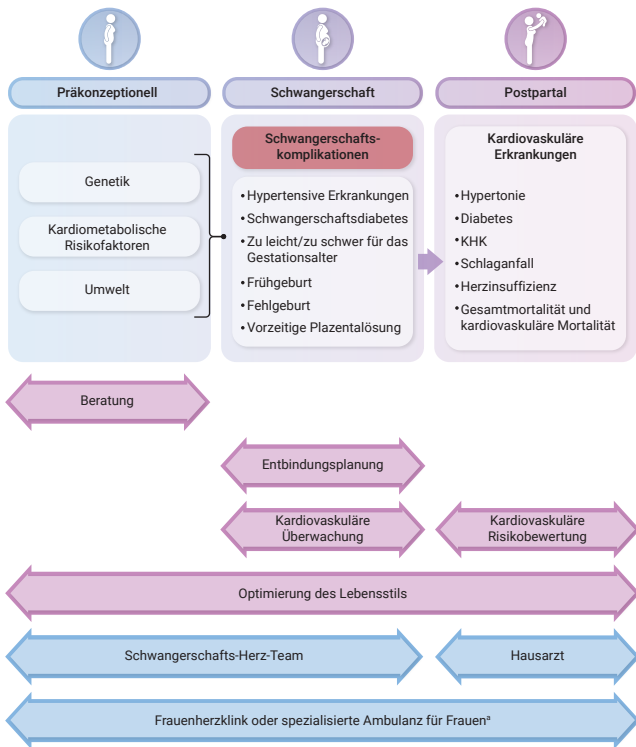 Präkonzeptionell
Schwangerschaft
Postpartal
Genetik
Kardiometabolische
Risikofaktoren
Umwelt
Schwangerschafts-
komplikationen
• Hypertensive Erkrankungen
• Schwangerschaftsdiabetes
• Zu leicht/zu schwer für das
Gestationsalter
• Frühgeburt
• Fehlgeburt
• Vorzeitige Plazentalösung
Kardiovaskuläre
Erkrankungen
• Hypertonie
• Diabetes
• KHK
• Schlaganfall
• Herzinsuffizienz
• Gesamtmortalität und
kardiovaskuläre Mortalität
Beratung
Entbindungsplanung
Kardiovaskuläre
Überwachung
Kardiovaskuläre
Risikobewertung
Optimierung des Lebensstils
Schwangerschafts-Herz-Team
Hausarzt
Frauenherzklink oder spezialisierte Ambulanz für Frauenᵃ